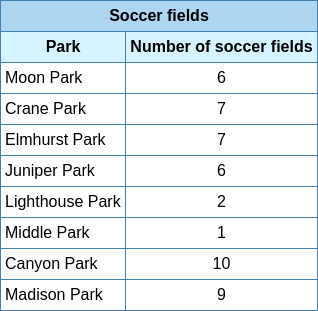 Soccer fields
Park Number of soccer fields
Moon Park 6
Crane Park 7
Elmhurst Park 7
Juniper Park 6
Lighthouse Park 2
Middle Park 1
Canyon Park 10
Madison Park 9